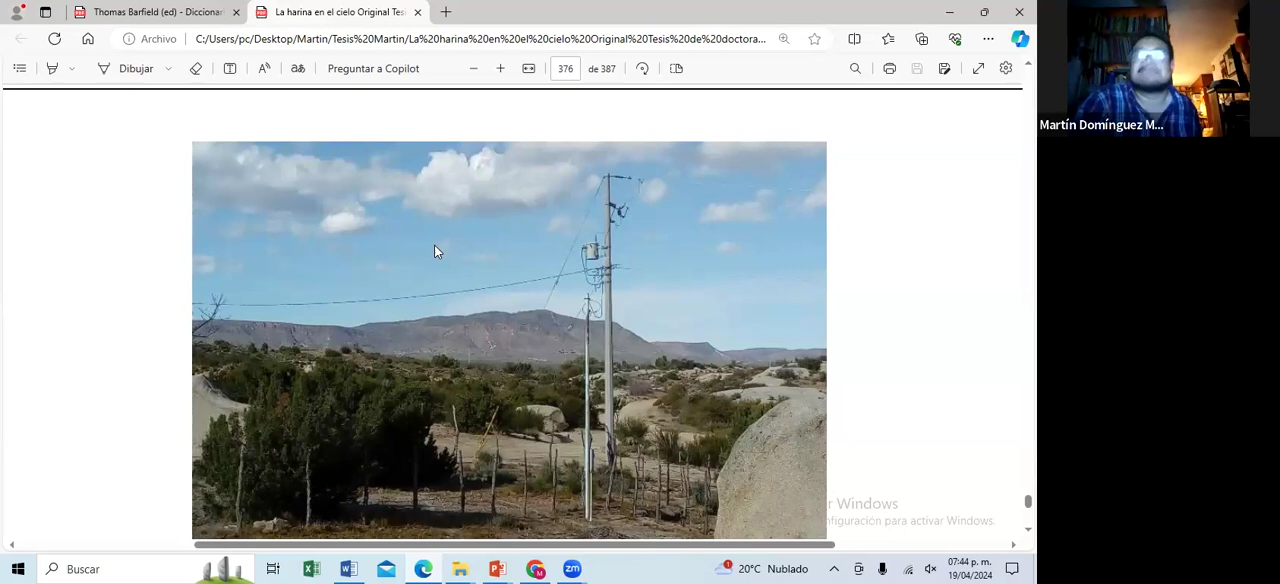 Thomas Barfield (ed) - Diccionar
La harina en el cielo Original Tesi
Archivo
C:/Users/pc/Desktop/Martin/Tesis%20Martin/La%20harina%20en%20el%20cielo%20Original%20Tesis%20de%20doctora...
Dibujar
Preguntar a Copilot
376 de 387
Martín Domínguez M...
r Windows
nfiguración para activar Windows.
Buscar
20°C Nublado
07:44 p. m.
19/04/2024